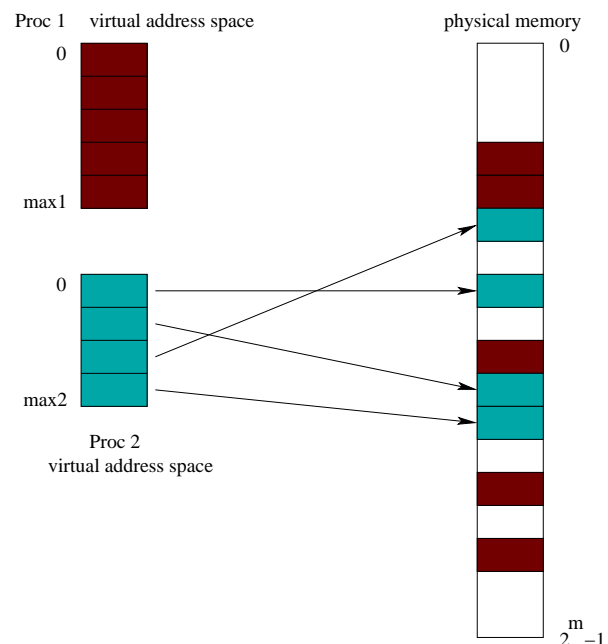 Proc 1 virtual address space
physical memory
0
0
max1
0
max2
Proc 2
virtual address space
m
2 −1